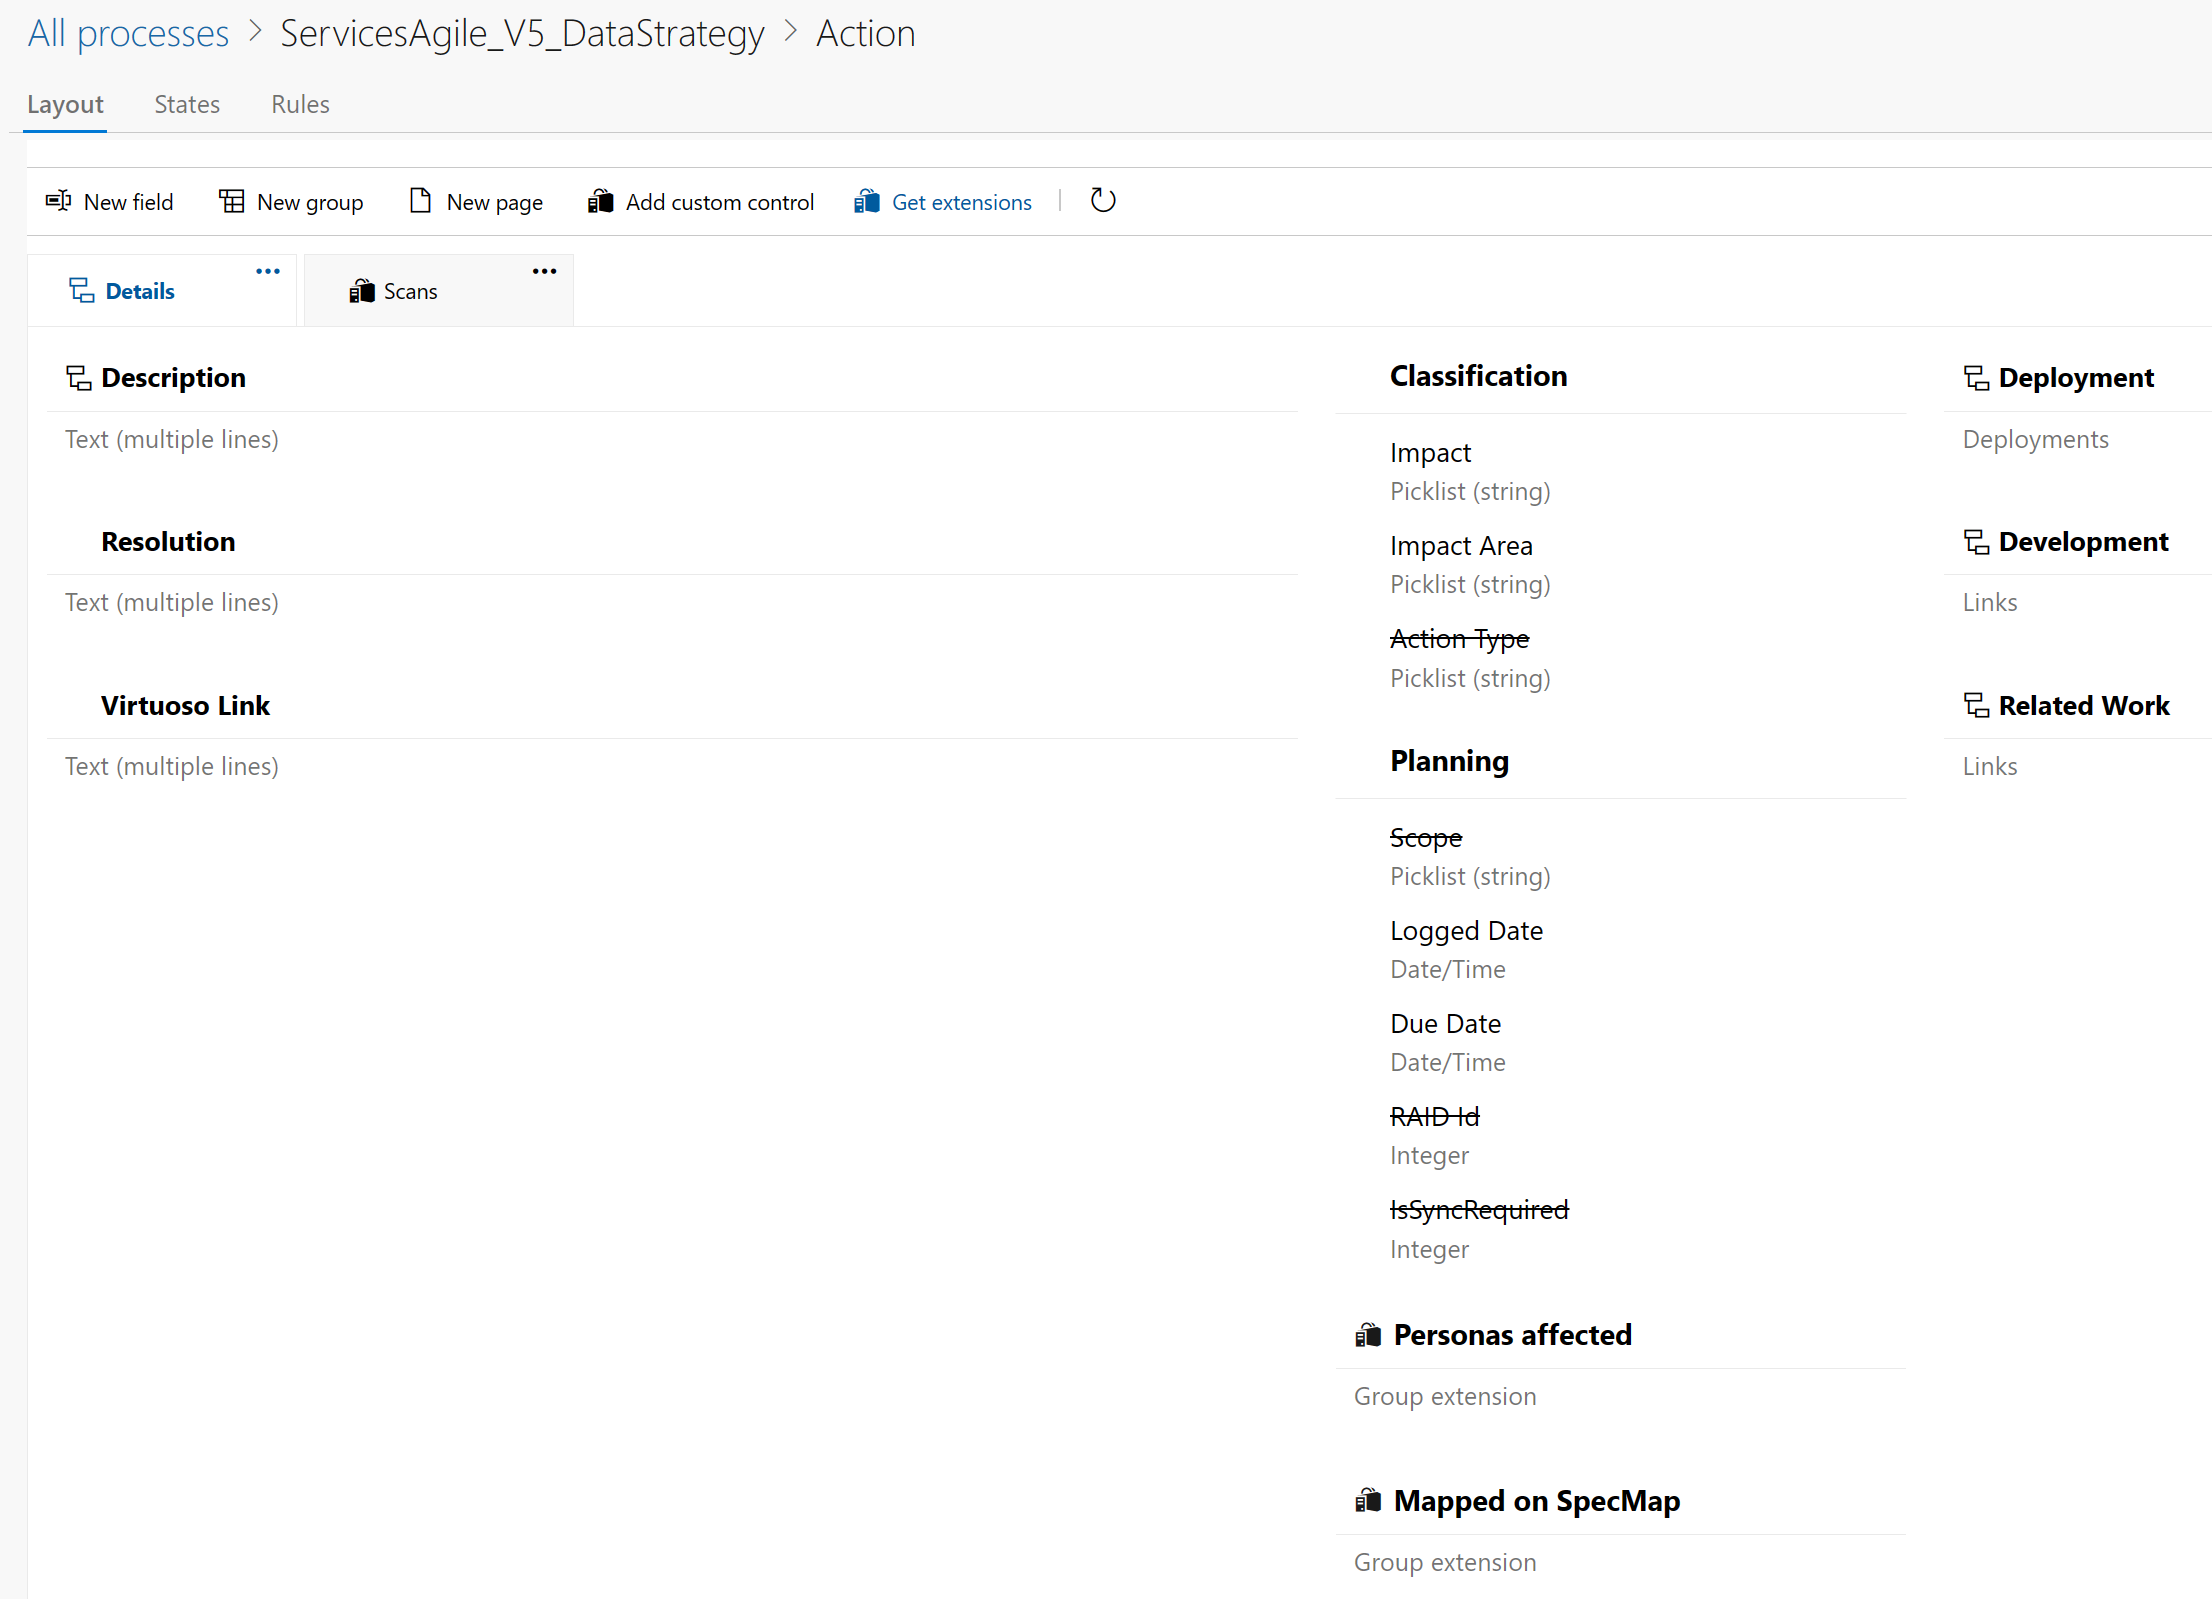 All processes > ServicesAgile_V5_DataStrategy > Action
Layout States Rules
New field New group New page Add custom control Get extensions
Details ••• Scans •••
Description
Text (multiple lines)
Resolution
Text (multiple lines)
Virtuoso Link
Text (multiple lines)
Classification
Impact
Picklist (string)
Impact Area
Picklist (string)
Action Type
Picklist (string)
Planning
Scope
Picklist (string)
Logged Date
Date/Time
Due Date
Date/Time
RAID Id
Integer
IsSyncRequired
Integer
Personas affected
Group extension
Mapped on SpecMap
Group extension
Deployment
Deployments
Development
Links
Related Work
Links